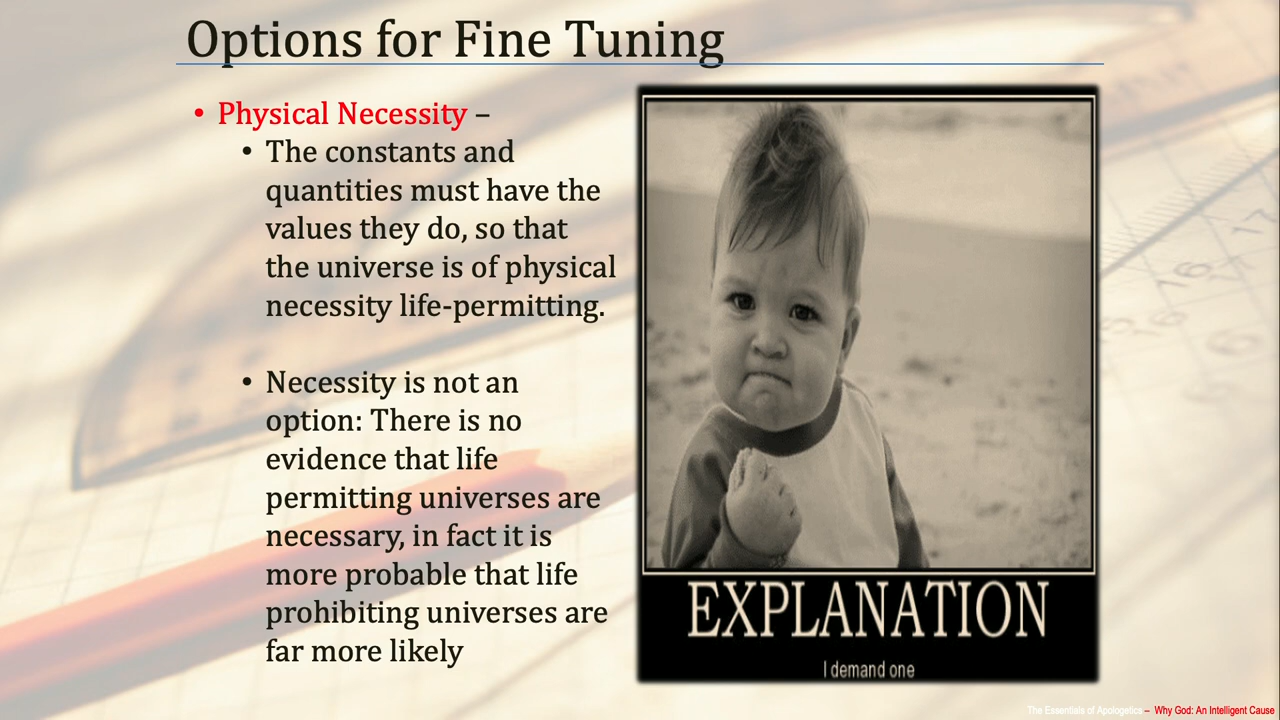 Options for Fine Tuning
• Physical Necessity –
• The constants and
quantities must have the
values they do, so that
the universe is of physical
necessity life-permitting.
• Necessity is not an
option: There is no
evidence that life
permitting universes are
necessary, in fact it is
more probable that life
prohibiting universes are
far more likely
EXPLANATION
I demand one
The Essentials of Apologetics – Why God: An Intelligent Cause